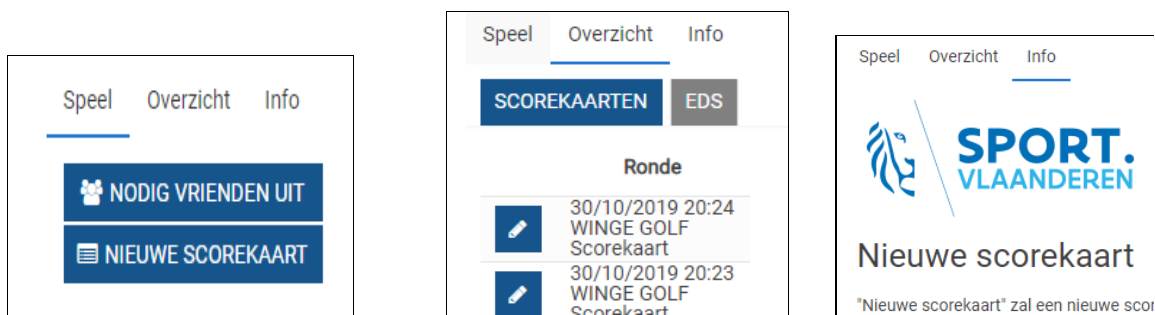 Speel Overzicht Info
NODIG VRIENDEN UIT
NIEUWE SCOREKAART
Speel Overzicht Info
SCOREKAARTEN EDS
Ronde
30/10/2019 20:24
WINGE GOLF
Scorekaart
30/10/2019 20:23
WINGE GOLF
Scorekaart
Speel Overzicht Info
SPORT.
VLAANDEREN
Nieuwe scorekaart
"Nieuwe scorekaart" zal een nieuwe scor